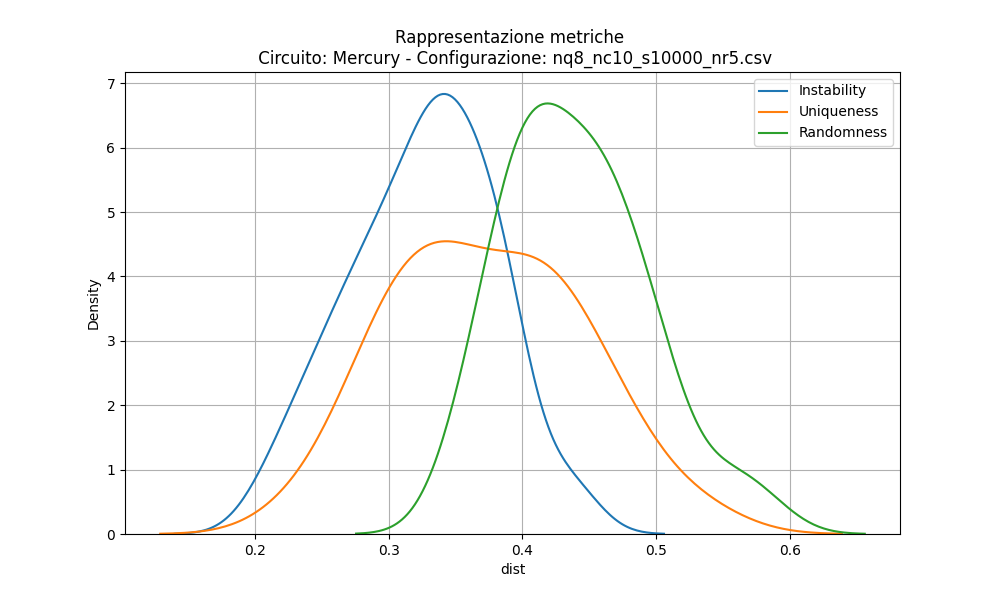 Rappresentazione metriche
Circuito: Mercury - Configurazione: nq8_nc10_s10000_nr5.csv
Instability
Uniqueness
Randomness
Density
7
6
5
4
3
2
1
0
0.2 0.3 0.4 0.5 0.6
dist